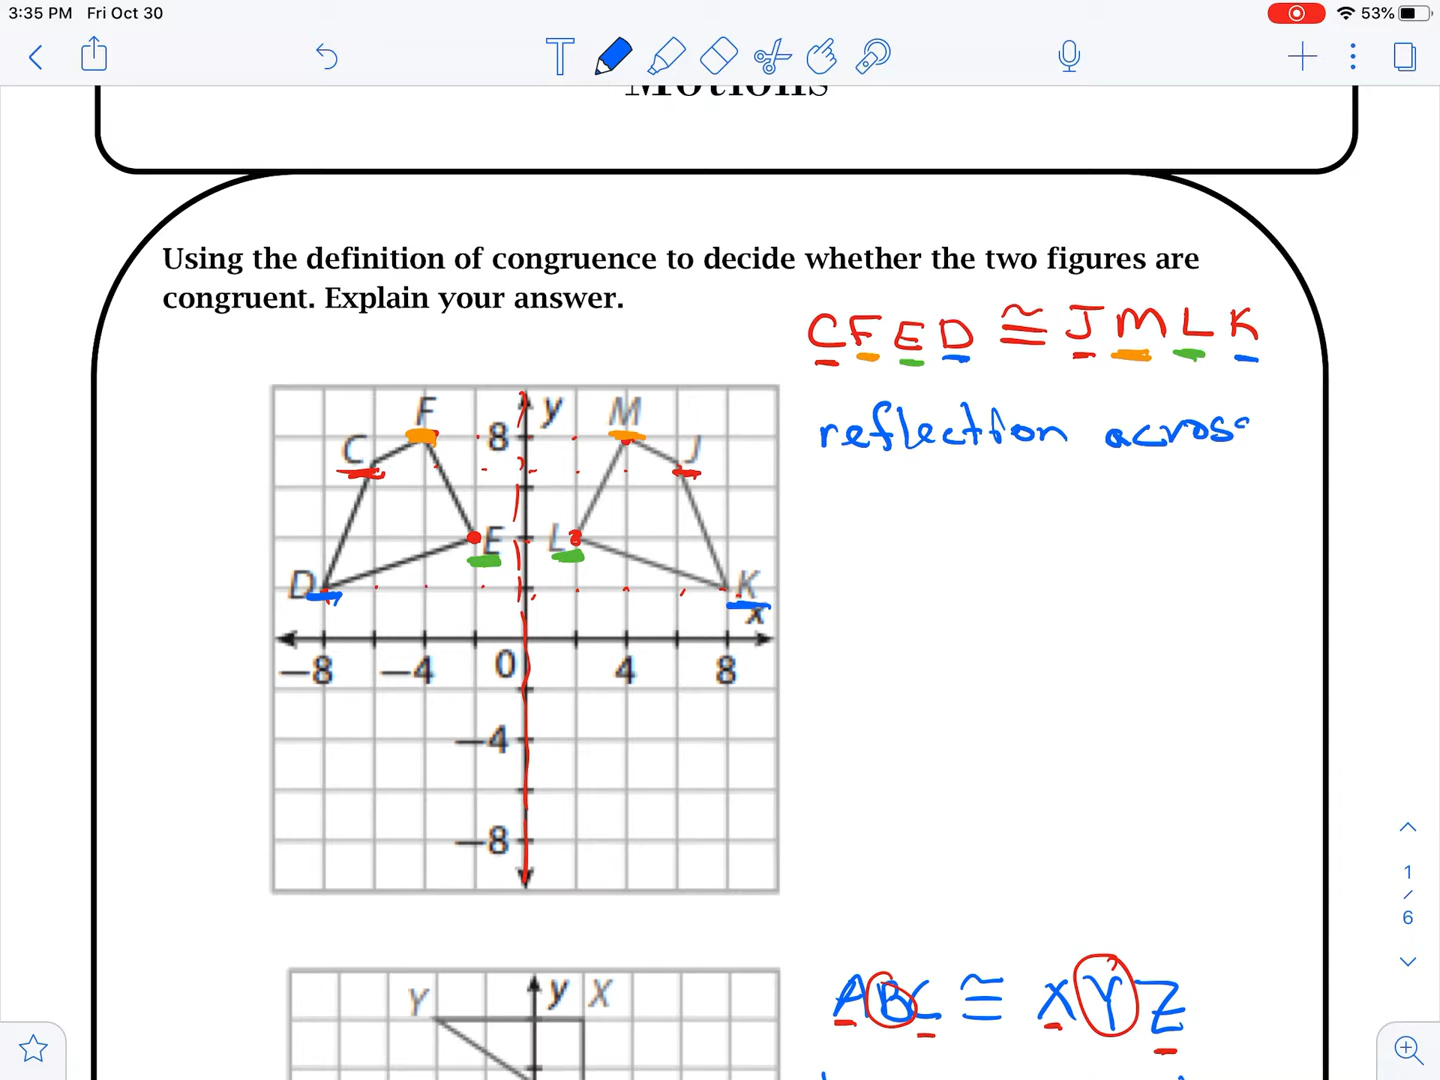 3:35 PM Fri Oct 30
53%
T
Motions
Using the definition of congruence to decide whether the two figures are
congruent. Explain your answer.
CFED ≅ JMLK
reflection across
F
8
y
M
C
J
E
L
D
K
x
−8
−4
0
4
8
−4
−8
1
/
6
Y
y
X
ABC ≅ XYZ